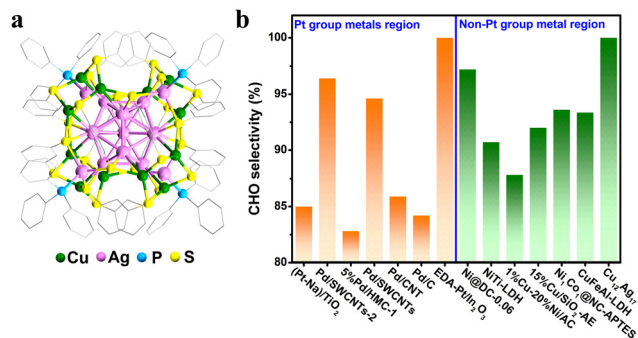 a
Cu Ag P S
b
Pt group metals region
Non-Pt group metal region
CHO selectivity (%)
100
95
90
85
80
(Pt-Na)/TiO₂
Pd/SWCNTs-2
5%Pd/HMC-1
Pd/SWCNTs
Pd/CNT
Pd/C
EDA-Pt/In₂O₃
Ni@DC-0.06
NiTi-LDH
1%Cu-20%Ni/AC
15%Cu/SiO₂-AE
Ni₁Co₁@NC-APTES
CuFeAl-LDH
Cu₁₂Ag₁₇